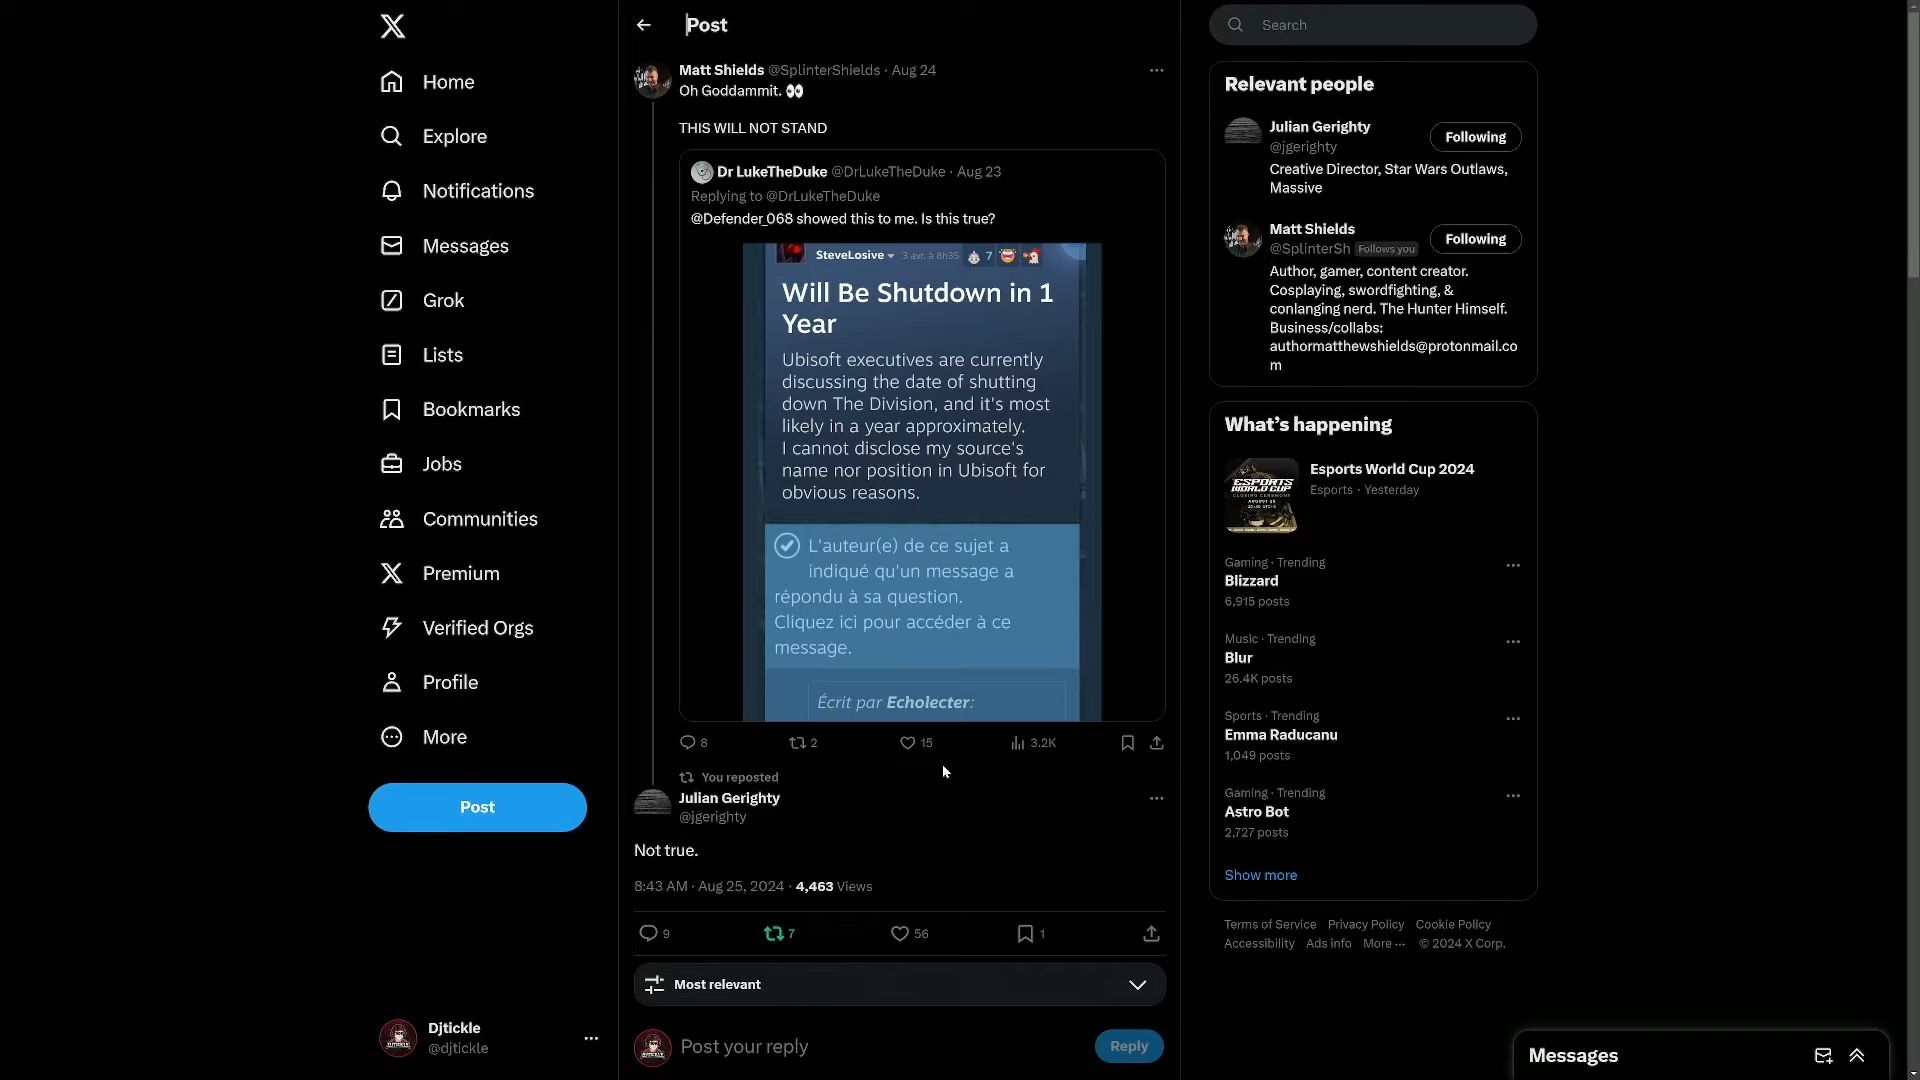 Home
Explore
Notifications
Messages
Grok
Lists
Bookmarks
Jobs
Communities
Premium
Verified Orgs
Profile
More
Post
Djtickle
@djtickle
Post
Matt Shields @SplinterShields · Aug 24
Oh Goddammit. 👀
THIS WILL NOT STAND
Dr LukeTheDuke @DrLukeTheDuke · Aug 23
Replying to @DrLukeTheDuke
@Defender_068 showed this to me. Is this true?
SteveLosive 3 avr. à 8h35 7
Will Be Shutdown in 1
Year
Ubisoft executives are currently
discussing the date of shutting
down The Division, and it's most
likely in a year approximately.
I cannot disclose my source's
name nor position in Ubisoft for
obvious reasons.
L'auteur(e) de ce sujet a
indiqué qu'un message a
répondu à sa question.
Cliquez ici pour accéder à ce
message.
Écrit par Echolecter:
8 2 15 3.2K
You reposted
Julian Gerighty
@jgerighty
Not true.
8:43 AM · Aug 25, 2024 · 4,463 Views
9 7 56 1
Most relevant
Post your reply
Reply
Search
Relevant people
Julian Gerighty
@jgerighty
Following
Creative Director, Star Wars Outlaws,
Massive
Matt Shields
@SplinterSh Follows you
Following
Author, gamer, content creator.
Cosplaying, swordfighting, &
conlanging nerd. The Hunter Himself.
Business/collabs:
authormatthewshields@protonmail.co
m
What's happening
ESPORTS
WORLD CUP
CLOSING CEREMONY
Esports World Cup 2024
Esports · Yesterday
Gaming · Trending
Blizzard
6,915 posts
Music · Trending
Blur
26.4K posts
Sports · Trending
Emma Raducanu
1,049 posts
Gaming · Trending
Astro Bot
2,727 posts
Show more
Terms of Service Privacy Policy Cookie Policy
Accessibility Ads info More ··· © 2024 X Corp.
Messages